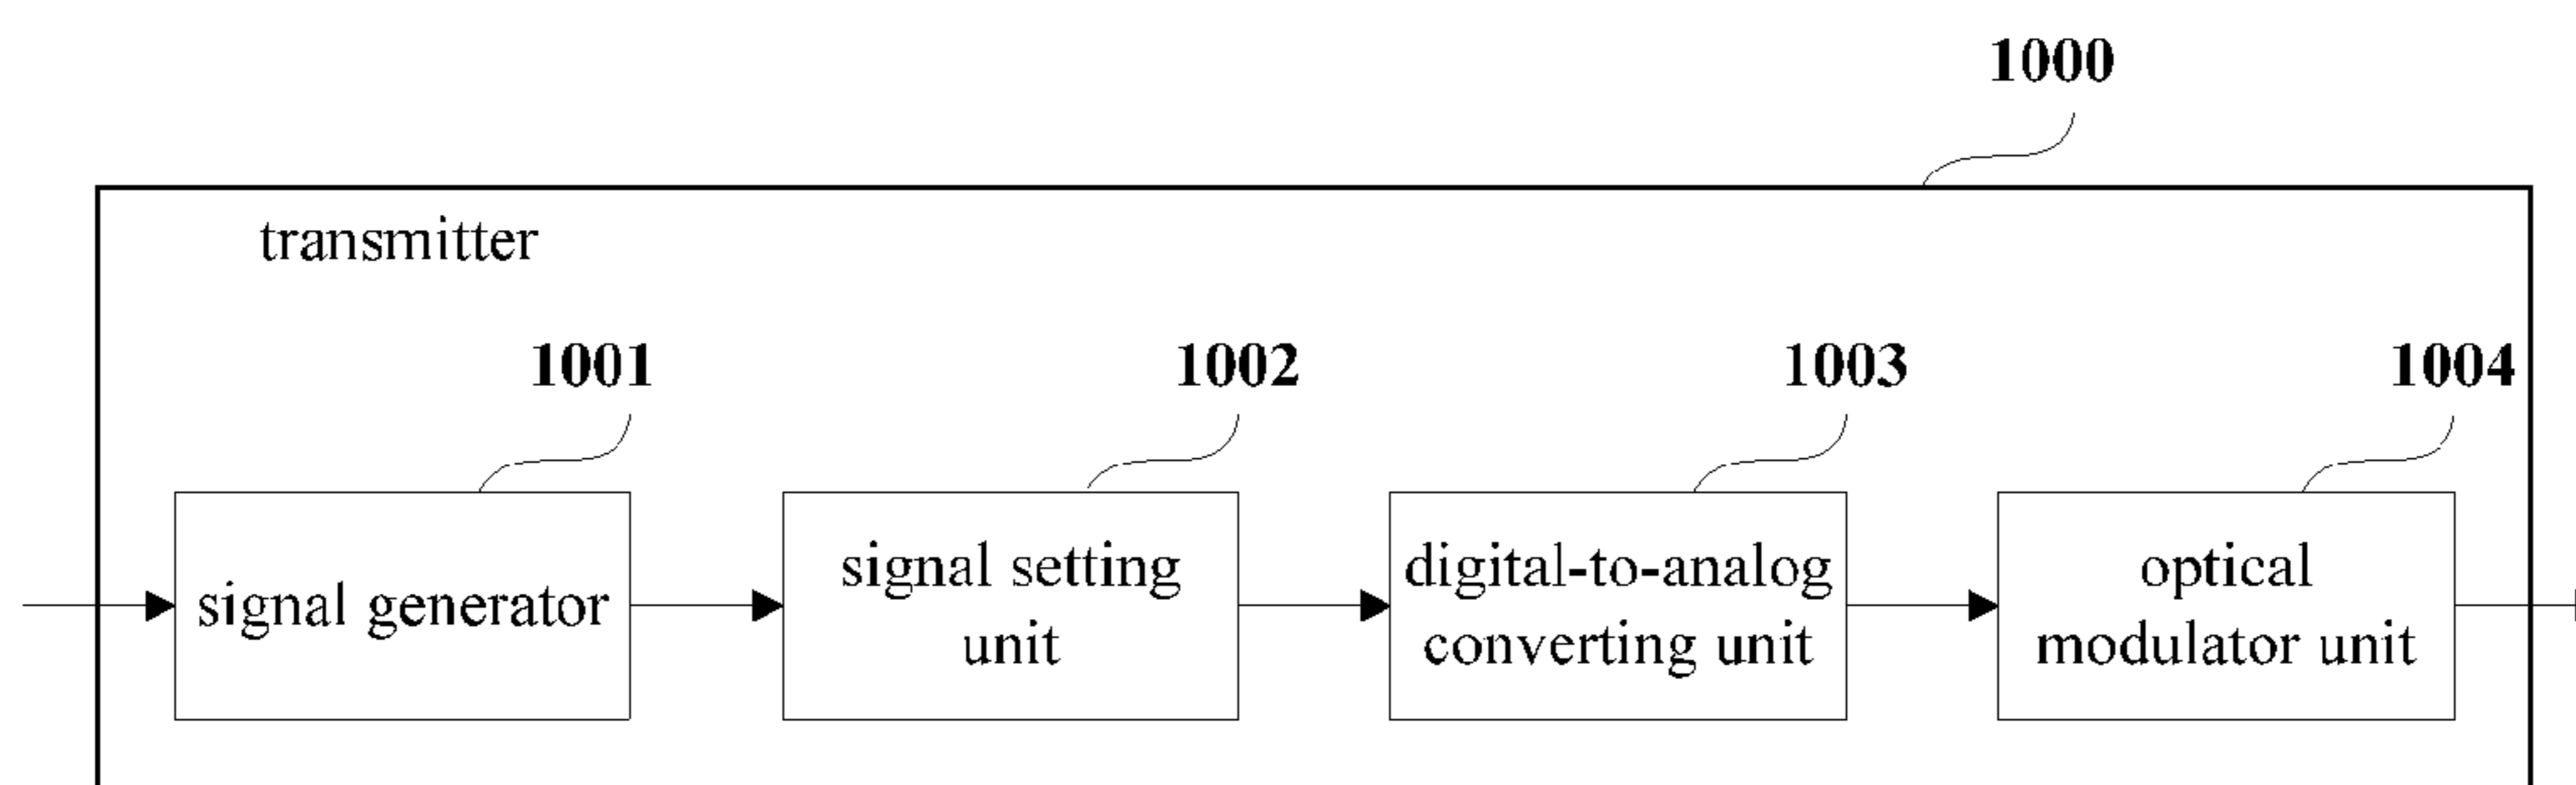 1000
transmitter
1001
1002
1003
1004
signal generator
signal setting
unit
digital-to-analog
converting unit
optical
modulator unit